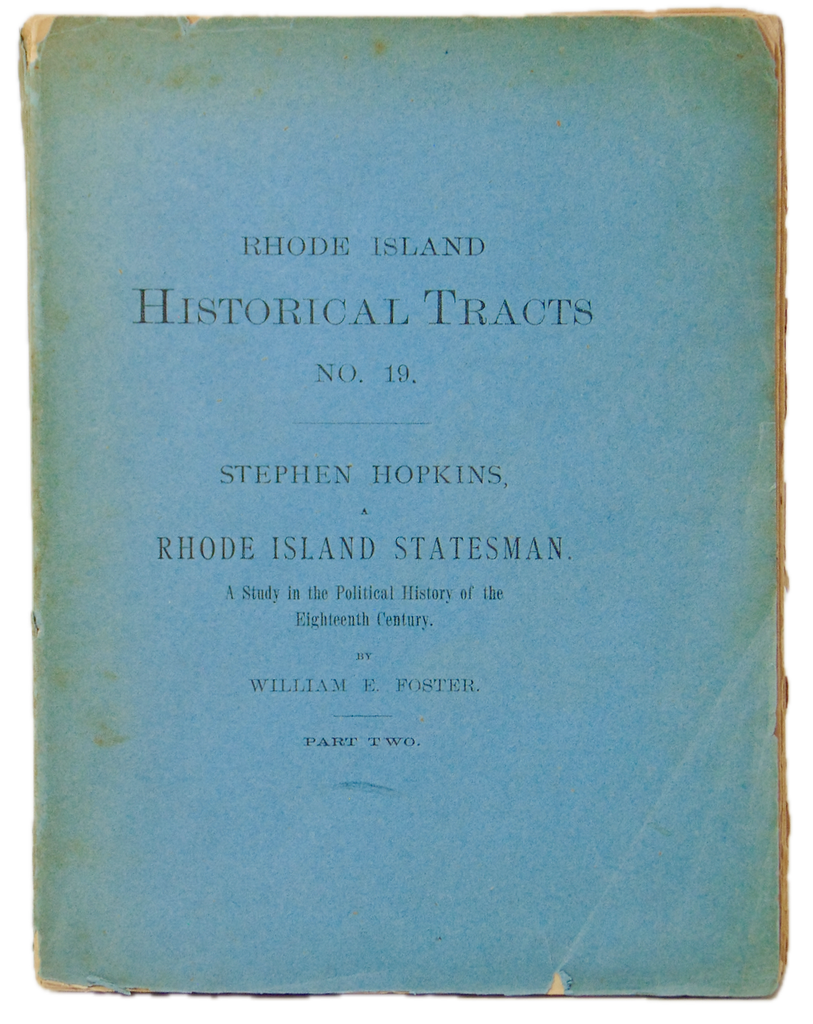 RHODE ISLAND
HISTORICAL TRACTS
NO. 19.
STEPHEN HOPKINS,
A
RHODE ISLAND STATESMAN.
A Study in the Political History of the
Eighteenth Century.
BY
WILLIAM E. FOSTER.
PART TWO.